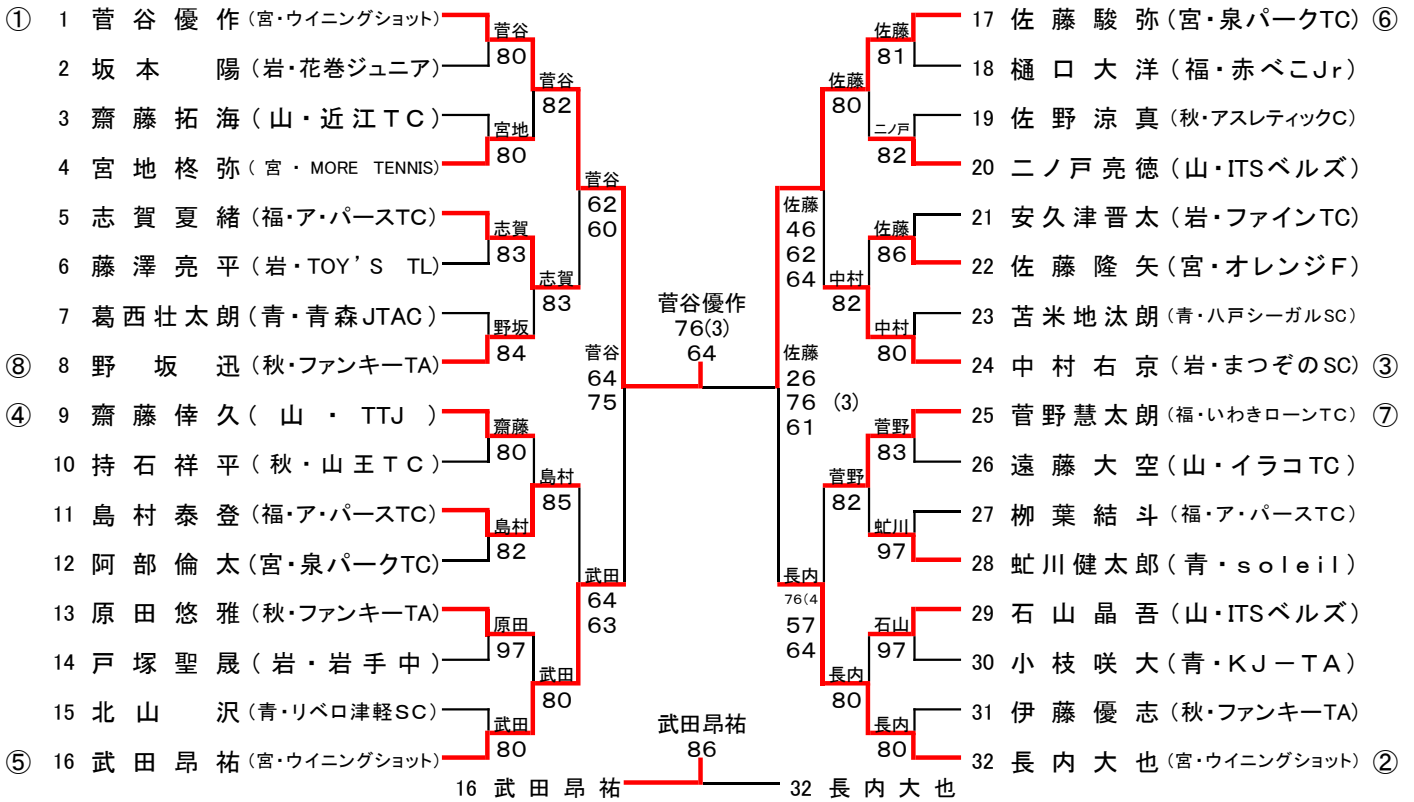 ① 1 菅谷優作 (宮・ウイニングショット)
2 坂本 陽 (岩・花巻ジュニア)
3 齋藤拓海 (山・近江TC)
4 宮地柊弥 (宮・MORE TENNIS)
5 志賀夏緒 (福・ア・パースTC)
6 藤澤亮平 (岩・TOY'S TL)
7 葛西壮太朗 (青・青森JTAC)
⑧ 8 野坂 迅 (秋・ファンキーTA)
④ 9 齋藤倖久 (山・TTJ)
10 持石祥平 (秋・山王TC)
11 島村泰登 (福・ア・パースTC)
12 阿部倫太 (宮・泉パークTC)
13 原田悠雅 (秋・ファンキーTA)
14 戸塚聖晟 (岩・岩手中)
15 北山 沢 (青・リベロ津軽SC)
⑤ 16 武田昂祐 (宮・ウイニングショット)
菅谷
80
宮地
80
志賀
83
野坂
84
齋藤
80
島村
82
原田
97
武田
80
菅谷
82
志賀
83
島村
85
武田
80
菅谷
62
60
武田
64
63
菅谷
64
75
菅谷優作
76(3)
64
佐藤
26
76 (3)
61
佐藤
46
62
64
長内
76(4
57
64
佐藤
80
中村
82
菅野
82
長内
80
佐藤
81
二ノ戸
82
佐藤
86
中村
80
菅野
83
虻川
97
石山
97
長内
80
17 佐藤駿弥 (宮・泉パークTC) ⑥
18 樋口大洋 (福・赤べこJr)
19 佐野涼真 (秋・アスレティックC)
20 二ノ戸亮徳 (山・ITSベルズ)
21 安久津晋太 (岩・ファインTC)
22 佐藤隆矢 (宮・オレンジF)
23 苫米地汰朗 (青・八戸シーガルSC)
24 中村右京 (岩・まつぞのSC) ③
25 菅野慧太朗 (福・いわきローンTC) ⑦
26 遠藤大空 (山・イラコTC)
27 栁葉結斗 (福・ア・パースTC)
28 虻川健太郎 (青・soleil)
29 石山晶吾 (山・ITSベルズ)
30 小枝咲大 (青・KJ－TA)
31 伊藤優志 (秋・ファンキーTA)
32 長内大也 (宮・ウイニングショット) ②
武田昂祐
86
16 武田昂祐
32 長内大也